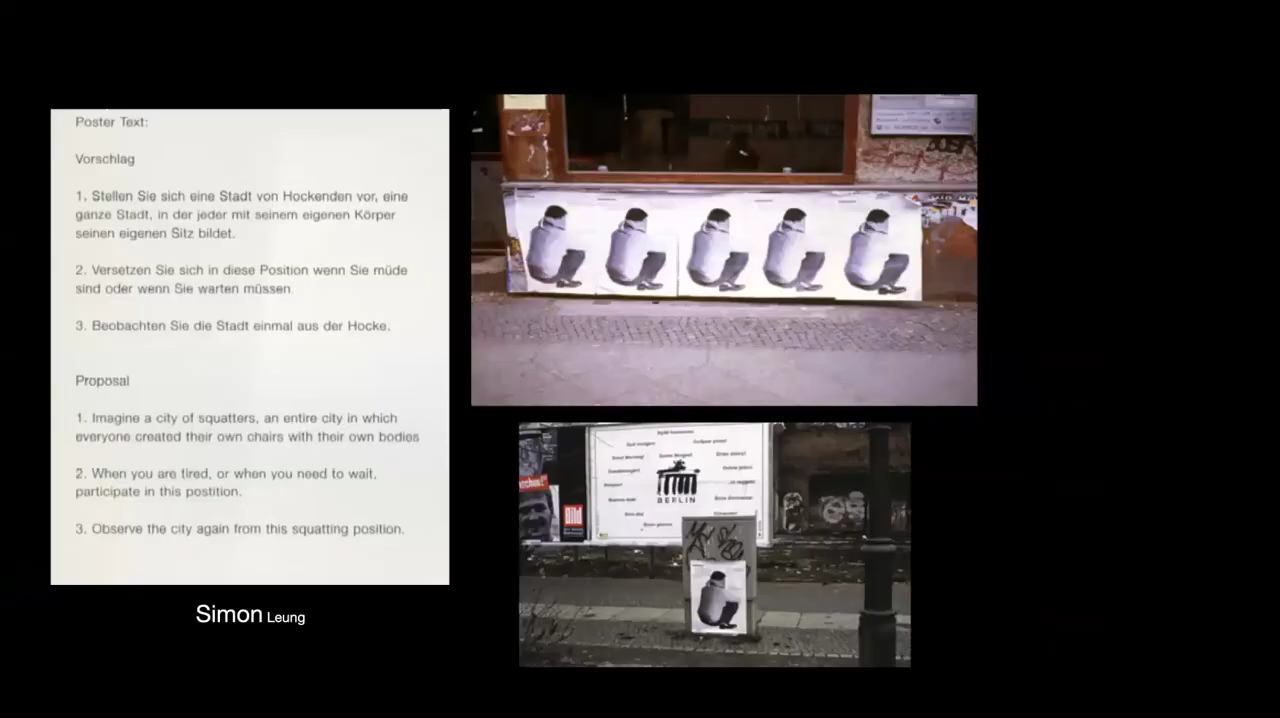 Poster Text:
Vorschlag
1. Stellen Sie sich eine Stadt von Hockenden vor, eine
ganze Stadt, in der jeder mit seinem eigenen Körper
seinen eigenen Sitz bildet.
2. Versetzen Sie sich in diese Position wenn Sie müde
sind oder wenn Sie warten müssen.
3. Beobachten Sie die Stadt einmal aus der Hocke.
Proposal
1. Imagine a city of squatters, an entire city in which
everyone created their own chairs with their own bodies
2. When you are tired, or when you need to wait,
participate in this postition.
3. Observe the city again from this squatting position.
Simon Leung
Good Morning!
Guten Morgen!
BERLIN
Bild